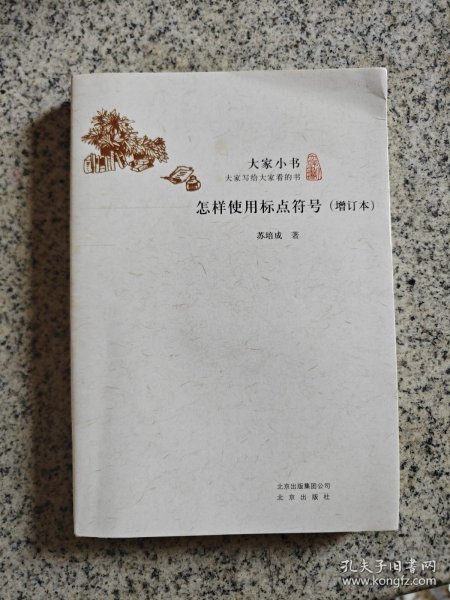 大家小书
大家写给大家看的书
怎样使用标点符号（增订本）
苏培成 著
北京出版集团公司
北京出版社
孔夫子旧书网
www.kongfz.com